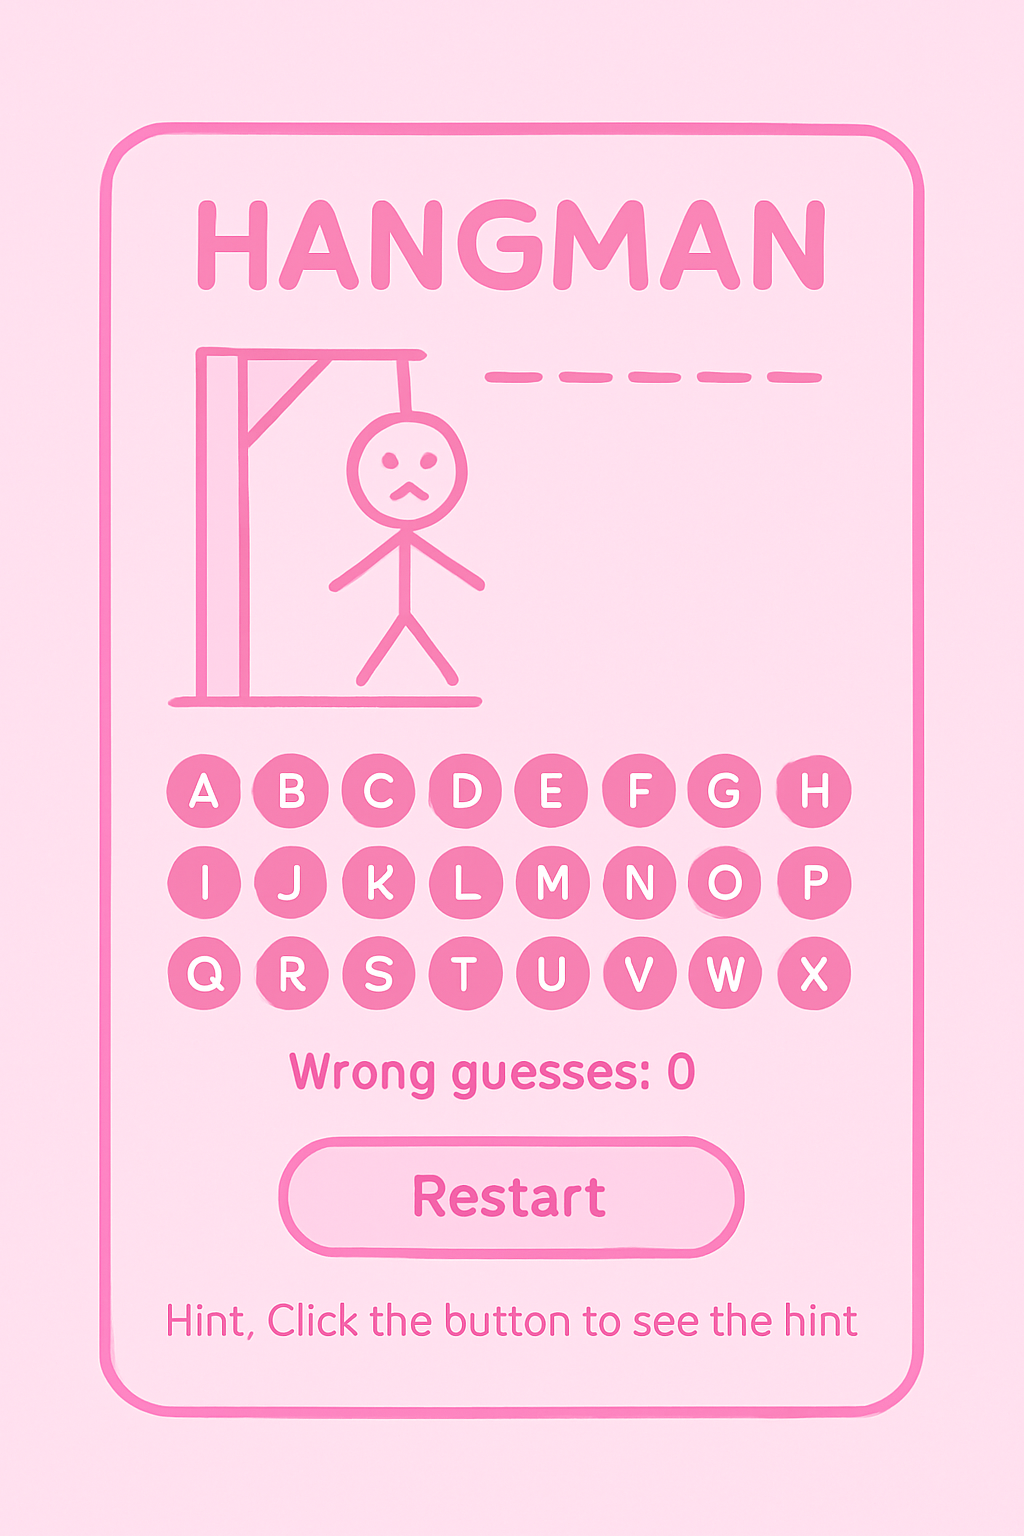 HANGMAN
A B C D E F G H
I J K L M N O P
Q R S T U V W X
Wrong guesses: 0
Restart
Hint, Click the button to see the hint